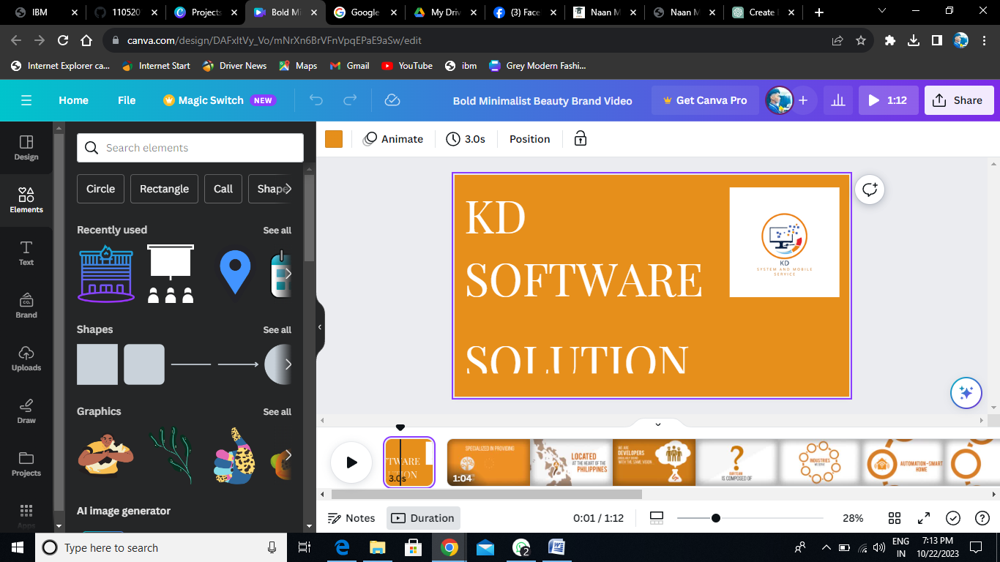 IBM
110520
Projects
Bold Mi
Google
My Driv
(3) Face
Naan M
Naan M
Create
canva.com/design/DAFxItVy_Vo/mNrXn6BrVFnVpqEPaE9aSw/edit
Internet Explorer ca...
Internet Start
Driver News
Maps
Gmail
YouTube
ibm
Grey Modern Fashi...
Home
File
Magic Switch
NEW
Bold Minimalist Beauty Brand Video
Get Canva Pro
1:12
Share
Design
Elements
Text
Brand
Uploads
Draw
Projects
Apps
Search elements
Circle
Rectangle
Call
Shape
Recently used
See all
Shapes
See all
Graphics
See all
AI image generator
Animate
3.0s
Position
KD
SOFTWARE
SOLUTION
KD
SYSTEM AND MOBILE
SERVICE
TWARE
3.0s
1:04
SPECIALIZED IN PROVIDING
LOCATED
AT THE HEART OF THE
PHILIPPINES
WE ARE
DEVELOPERS
WITH THE SAME VISION
?
OUR TEAM
IS COMPOSED OF
INDUSTRIES
WE SERVE
AUTOMATION-SMART
HOME
Notes
Duration
0:01 / 1:12
28%
Type here to search
2
ENG
IN
7:13 PM
10/22/2023